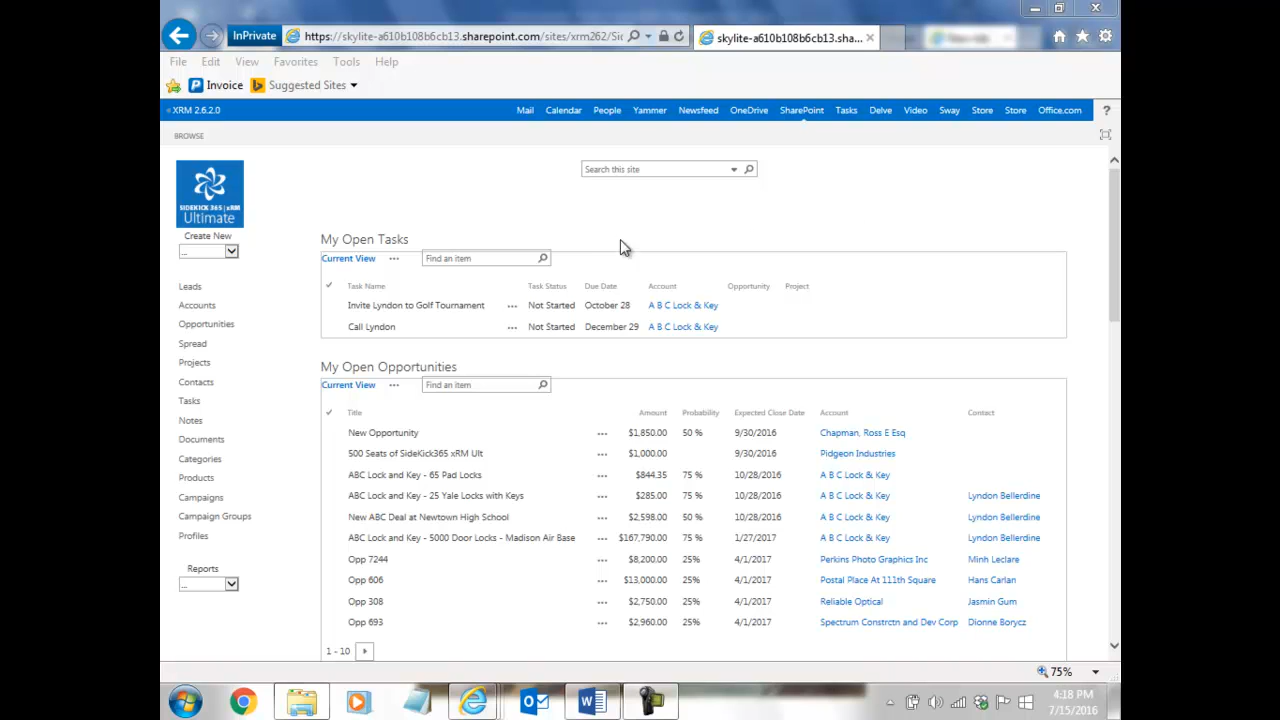 InPrivate https://skylite-a610b108b6cb13.sharepoint.com/sites/xrm262/Sic skylite-a610b108b6cb13.sha...
File Edit View Favorites Tools Help
Invoice Suggested Sites
XRM 2.6.2.0 Mail Calendar People Yammer Newsfeed OneDrive SharePoint Tasks Delve Video Sway Store Store Office.com ?
BROWSE
Search this site
SIDEKICK 365 | xRM
Ultimate
Create New
...
Leads
Accounts
Opportunities
Spread
Projects
Contacts
Tasks
Notes
Documents
Categories
Products
Campaigns
Campaign Groups
Profiles
Reports
...
My Open Tasks
Current View ... Find an item
Task Name Task Status Due Date Account Opportunity Project
Invite Lyndon to Golf Tournament ... Not Started October 28 A B C Lock & Key
Call Lyndon ... Not Started December 29 A B C Lock & Key
My Open Opportunities
Current View ... Find an item
Title Amount Probability Expected Close Date Account Contact
New Opportunity ... $1,850.00 50 % 9/30/2016 Chapman, Ross E Esq
500 Seats of SideKick365 xRM Ult ... $1,000.00 9/30/2016 Pidgeon Industries
ABC Lock and Key - 65 Pad Locks ... $844.35 75 % 10/28/2016 A B C Lock & Key
ABC Lock and Key - 25 Yale Locks with Keys ... $285.00 75 % 10/28/2016 A B C Lock & Key Lyndon Bellerdine
New ABC Deal at Newtown High School ... $2,598.00 50 % 10/28/2016 A B C Lock & Key Lyndon Bellerdine
ABC Lock and Key - 5000 Door Locks - Madison Air Base ... $167,790.00 75 % 1/27/2017 A B C Lock & Key Lyndon Bellerdine
Opp 7244 ... $8,200.00 25% 4/1/2017 Perkins Photo Graphics Inc Minh Leclare
Opp 606 ... $13,000.00 25% 4/1/2017 Postal Place At 111th Square Hans Carlan
Opp 308 ... $2,750.00 25% 4/1/2017 Reliable Optical Jasmin Gum
Opp 693 ... $2,960.00 25% 4/1/2017 Spectrum Constrctn and Dev Corp Dionne Borycz
1 - 10
75%
4:18 PM
7/15/2016